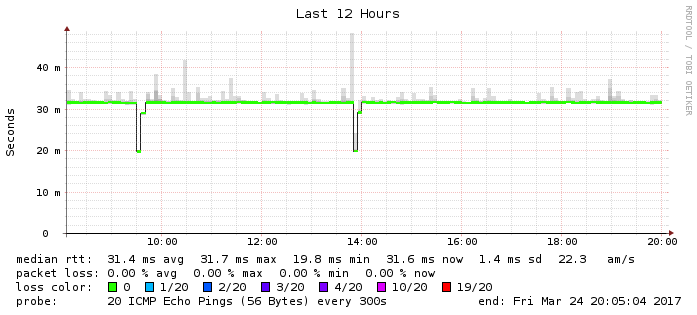 Last 12 Hours
RRDTOOL / TOBI OETIKER
Seconds
40 m
30 m
20 m
10 m
0
10:00 12:00 14:00 16:00 18:00 20:00
median rtt: 31.4 ms avg 31.7 ms max 19.8 ms min 31.6 ms now 1.4 ms sd 22.3 am/s
packet loss: 0.00 % avg 0.00 % max 0.00 % min 0.00 % now
loss color: 0 1/20 2/20 3/20 4/20 10/20 19/20
probe: 20 ICMP Echo Pings (56 Bytes) every 300s end: Fri Mar 24 20:05:04 2017